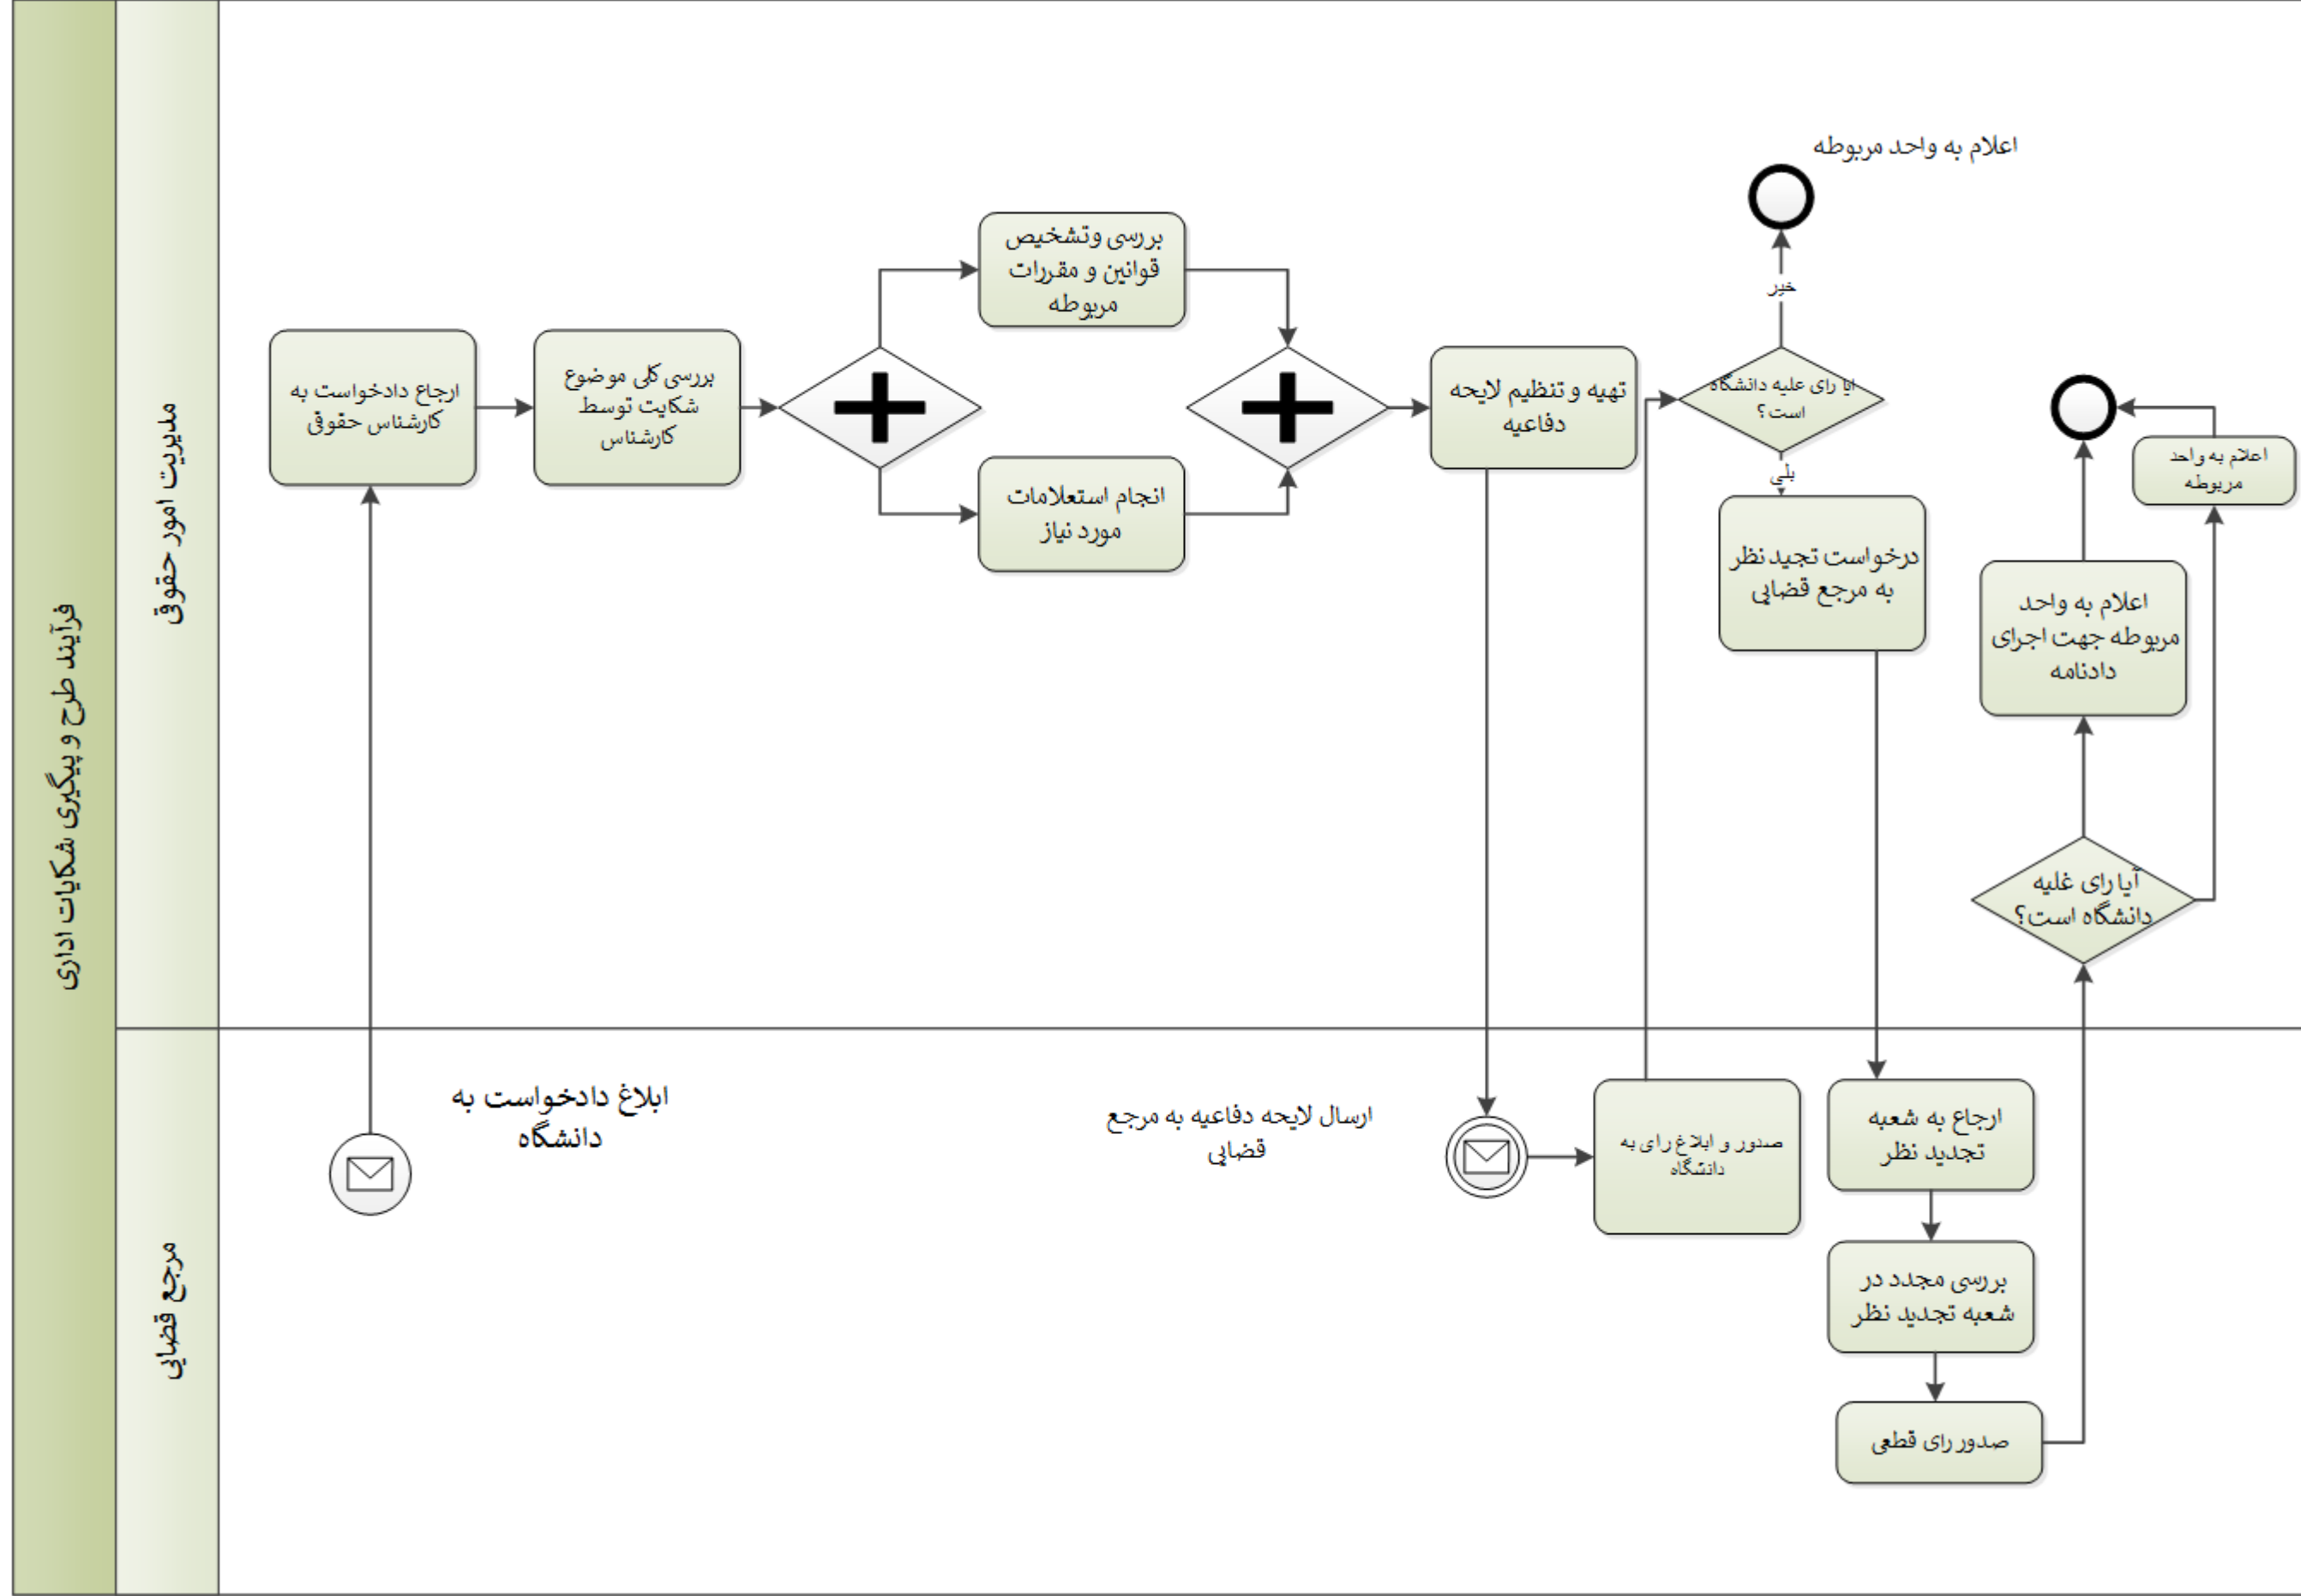 فرآیند طرح و پیگیری شکایات اداری
مدیریت امور حقوقی
مرجع قضایی
ارجاع دادخواست به
کارشناس حقوقی
بررسی کلی موضوع
شکایت توسط
کارشناس
بررسی وتشخیص
قوانین و مقررات
مربوطه
انجام استعلامات
مورد نیاز
تهیه و تنظیم لایحه
دفاعیه
اعلام به واحد مربوطه
خیر
ایا رای علیه دانشگاه
است؟
بلی
درخواست تجید نظر
به مرجع قضایی
اعلام به واحد
مربوطه
اعلام به واحد
مربوطه جهت اجرای
دادنامه
آیا رای غلیه
دانشگاه است؟
ابلاغ دادخواست به
دانشگاه
ارسال لایحه دفاعیه به مرجع
قضایی
صدور و ابلاغ رای به
دانشگاه
ارجاع به شعبه
تجدید نظر
بررسی مجدد در
شعبه تجدید نظر
صدور رای قطعی